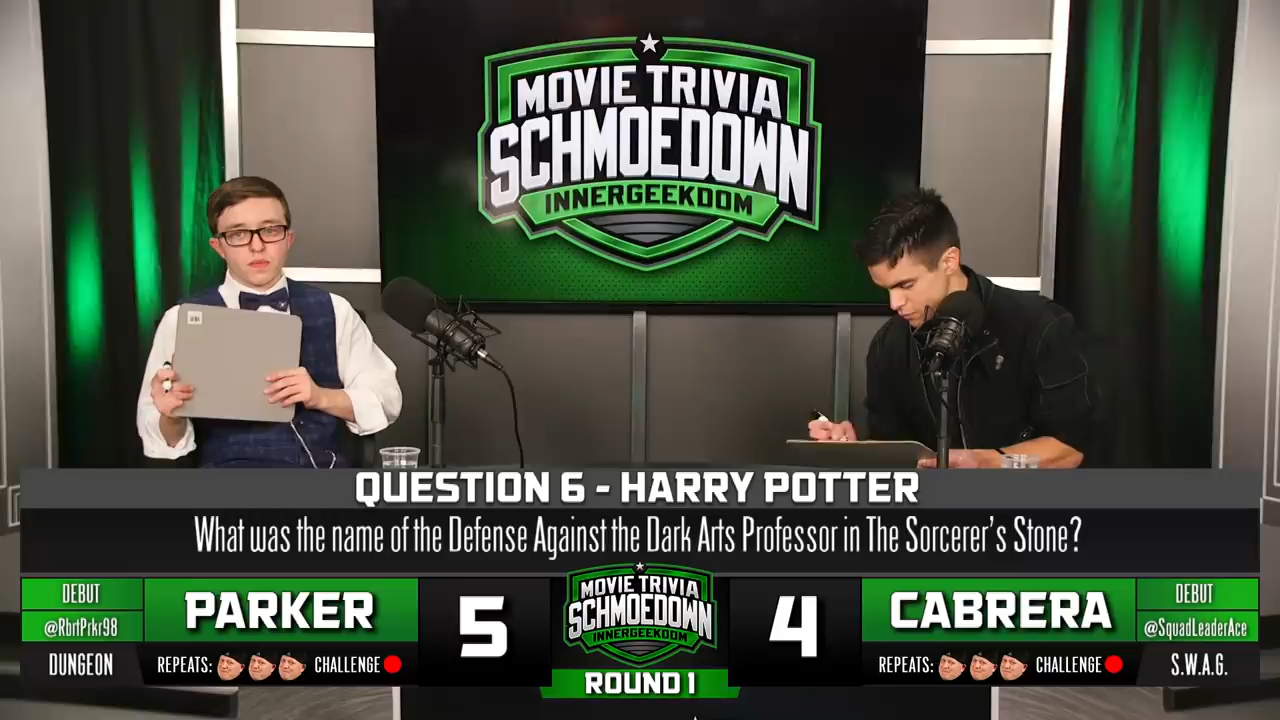 MOVIE TRIVIA
SCHMOEDOWN
INNERGEEKDOM
QUESTION 6 - HARRY POTTER
What was the name of the Defense Against the Dark Arts Professor in The Sorcerer's Stone?
DEBUT
@RbrtPrkr98
DUNGEON
PARKER
REPEATS:
CHALLENGE
5
MOVIE TRIVIA
SCHMOEDOWN
INNERGEEKDOM
ROUND 1
4
CABRERA
REPEATS:
CHALLENGE
DEBUT
@SquadLeaderAce
S.W.A.G.